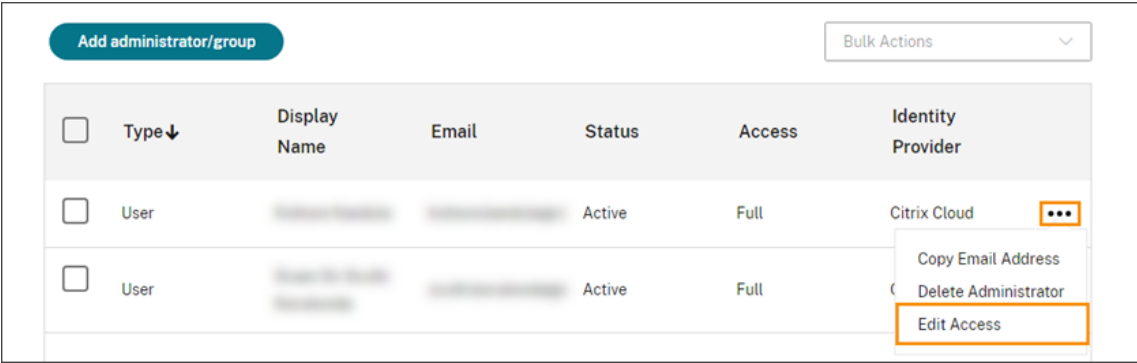 Add administrator/group
Bulk Actions
Type↓ Display Name Email Status Access Identity Provider
User Active Full Citrix Cloud •••
Copy Email Address
User Active Full
Delete Administrator
Edit Access